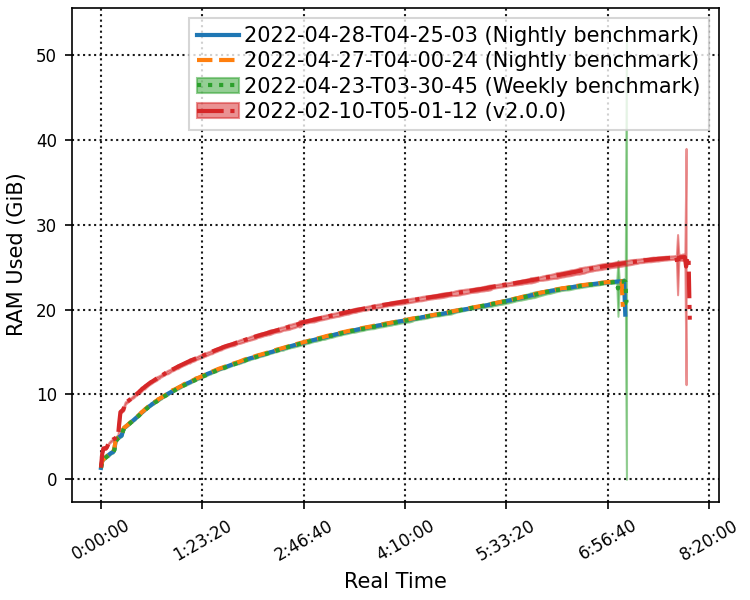 2022-04-28-T04-25-03 (Nightly benchmark)
2022-04-27-T04-00-24 (Nightly benchmark)
2022-04-23-T03-30-45 (Weekly benchmark)
2022-02-10-T05-01-12 (v2.0.0)
RAM Used (GiB)
50
40
30
20
10
0
0:00:00
1:23:20
2:46:40
4:10:00
5:33:20
6:56:40
8:20:00
Real Time